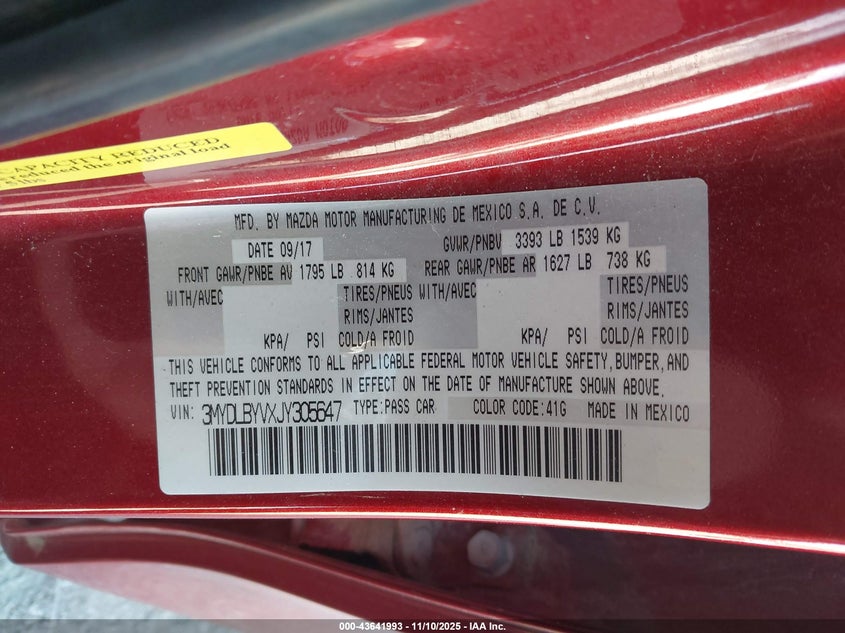 CAPACITY REDUCED
reduced the original load
lbs
MFD. BY MAZDA MOTOR MANUFACTURING DE MEXICO S.A. DE C.V.
DATE 09/17 GVWR/PNBV 3393 LB 1539 KG
FRONT GAWR/PNBE AV 1795 LB 814 KG REAR GAWR/PNBE AR 1627 LB 738 KG
WITH/AVEC TIRES/PNEUS WITH/AVEC TIRES/PNEUS
RIMS/JANTES RIMS/JANTES
KPA/ PSI COLD/A FROID KPA/ PSI COLD/A FROID
THIS VEHICLE CONFORMS TO ALL APPLICABLE FEDERAL MOTOR VEHICLE SAFETY,BUMPER,AND
THEFT PREVENTION STANDARDS IN EFFECT ON THE DATE OF MANUFACTURE SHOWN ABOVE.
VIN: 3MYDLBYVXJY305647 TYPE:PASS CAR COLOR CODE:41G MADE IN MEXICO
000-43641993 - 11/10/2025 - IAA Inc.